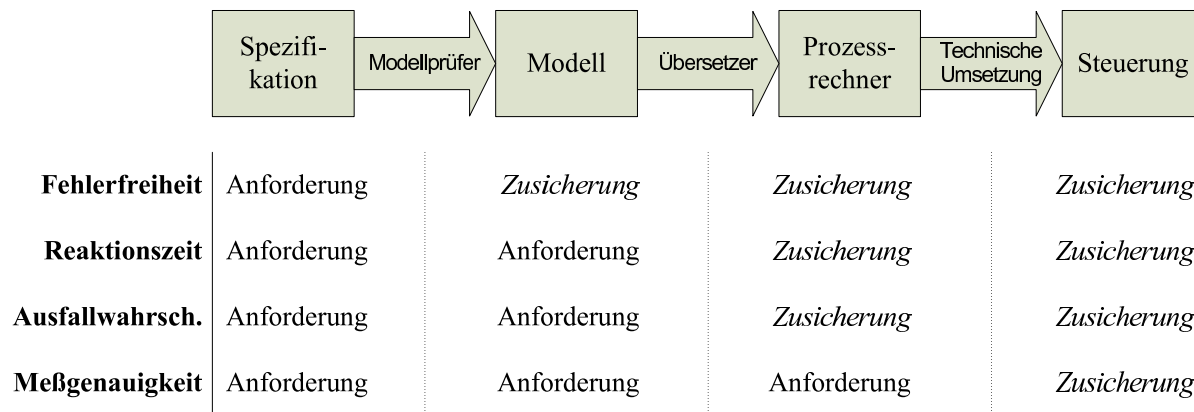 Spezifi-
kation
Modellprüfer
Modell
Übersetzer
Prozess-
rechner
Technische
Umsetzung
Steuerung
Fehlerfreiheit Anforderung Zusicherung Zusicherung Zusicherung
Reaktionszeit Anforderung Anforderung Zusicherung Zusicherung
Ausfallwahrsch. Anforderung Anforderung Zusicherung Zusicherung
Meßgenauigkeit Anforderung Anforderung Anforderung Zusicherung